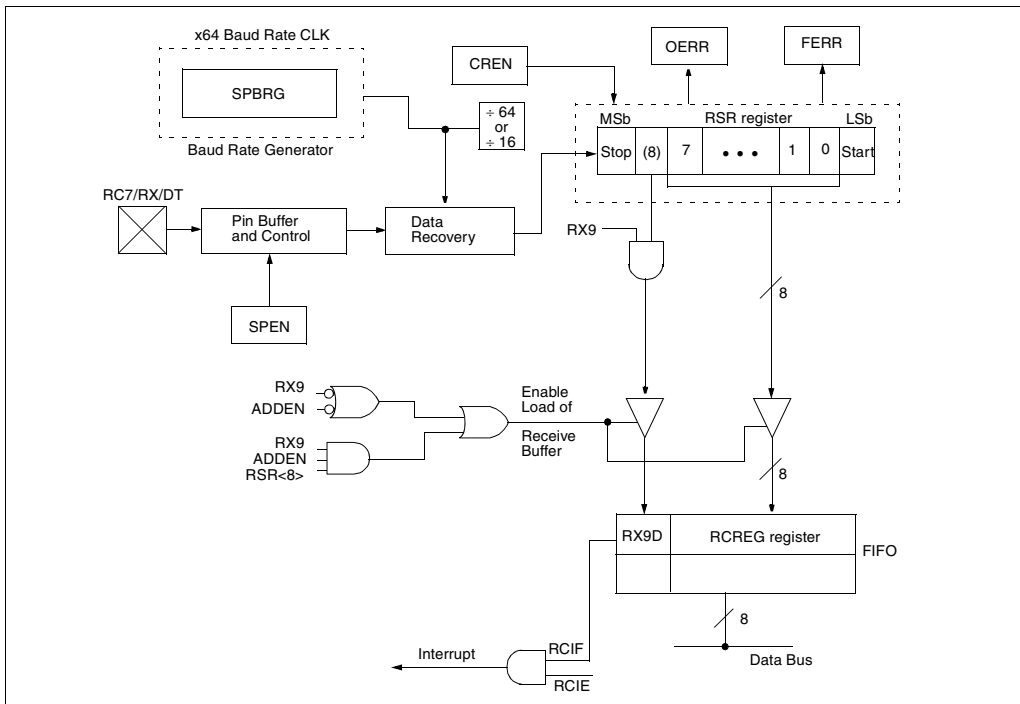 x64 Baud Rate CLK
SPBRG
Baud Rate Generator
CREN
OERR
FERR
÷ 64
or
÷ 16
MSb
RSR register
LSb
Stop
(8)
7
• • •
1
0
Start
RC7/RX/DT
Pin Buffer
and Control
Data
Recovery
SPEN
RX9
8
RX9
ADDEN
RX9
ADDEN
RSR<8>
Enable
Load of
Receive
Buffer
8
RX9D
RCREG register
FIFO
8
Data Bus
Interrupt
RCIF
RCIE